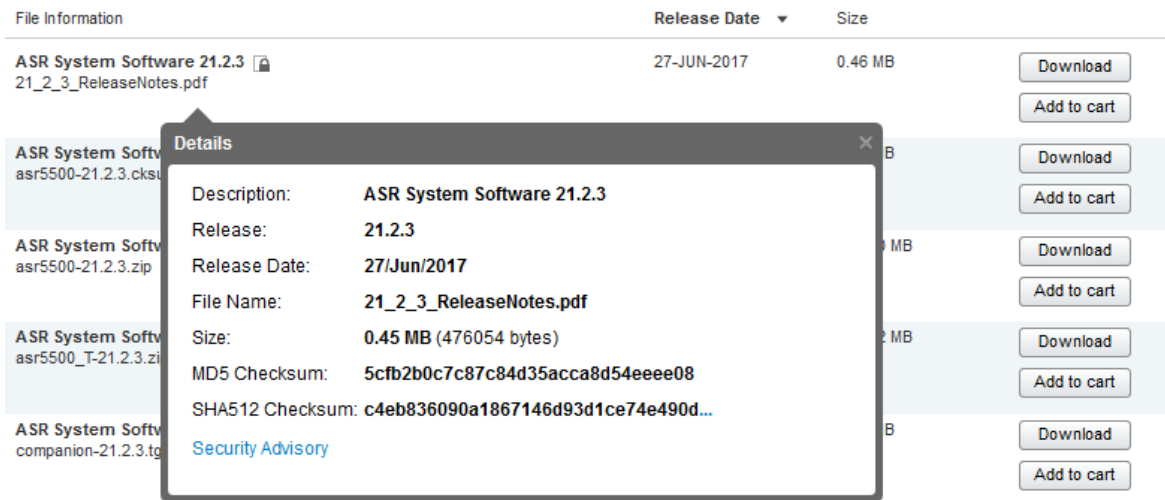 File Information Release Date Size
ASR System Software 21.2.3 27-JUN-2017 0.46 MB Download
21_2_3_ReleaseNotes.pdf
Add to cart
Details
ASR System Softw B Download
asr5500-21.2.3.cksu
Description: ASR System Software 21.2.3
Add to cart
Release: 21.2.3
ASR System Softw MB Download
asr5500-21.2.3.zip
Release Date: 27/Jun/2017
File Name: 21_2_3_ReleaseNotes.pdf Add to cart
ASR System Softw Size: 0.45 MB (476054 bytes) MB Download
asr5500_T-21.2.3.zi
MD5 Checksum: 5cfb2b0c7c87c84d35acca8d54eeee08 Add to cart
SHA512 Checksum: c4eb836090a1867146d93d1ce74e490d...
ASR System Softw B Download
companion-21.2.3.tg
Security Advisory
Add to cart